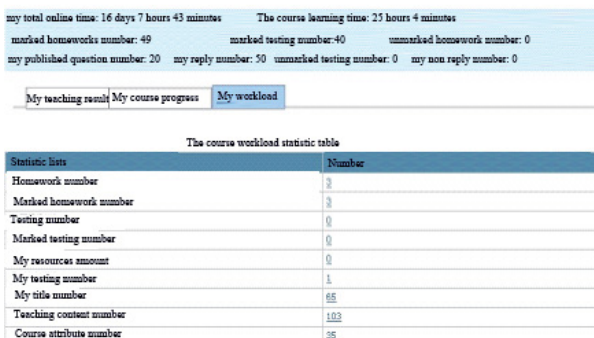 my total online time: 16 days 7 hours 43 minutes The course learning time: 25 hours 4 minutes
marked homeworks number: 49 marked testing number:40 unmarked homework number: 0
my published question number: 20 my reply number: 50 unmarked testing number: 0 my non reply number: 0
My teaching result My course progress My workload
The course workload statistic table
Statistic lists Number
Homework number
Marked homework number
Testing number 0
Marked testing number 0
My resources amount 0
My testing number 1
My title number 65
Teaching content number 103
Course attribute number 35